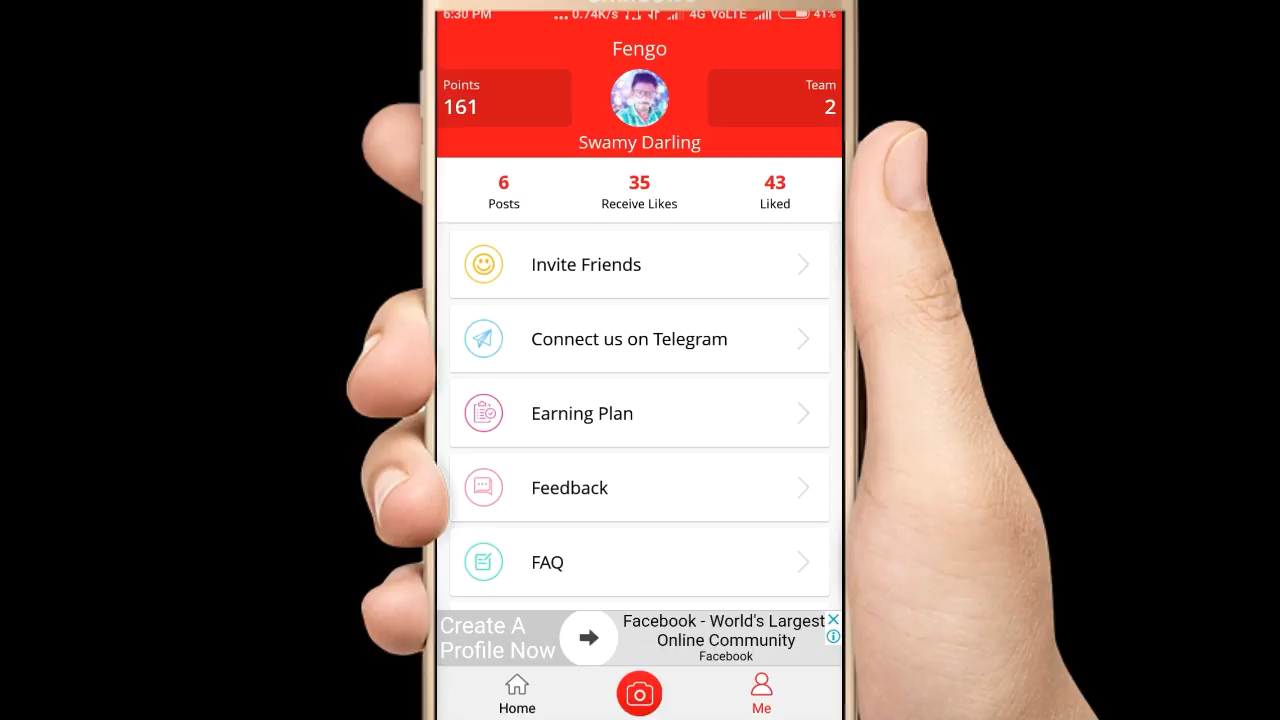 6:30 PM ... 0.74K/s 4G VoLTE 41%
Fengo
Points
161
Team
2
Swamy Darling
6
Posts
35
Receive Likes
43
Liked
Invite Friends
Connect us on Telegram
Earning Plan
Feedback
FAQ
Create A
Profile Now
Facebook - World's Largest
Online Community
Facebook
Home
Me